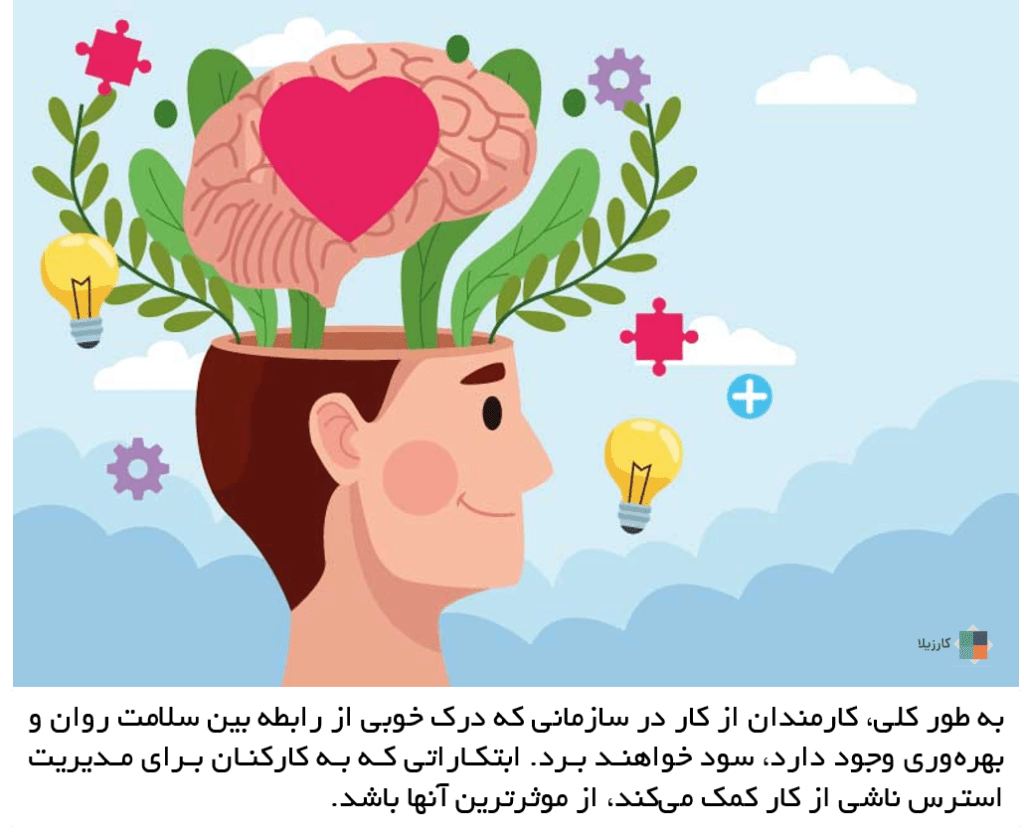 کارزیلا
به طور کلی، کارمندان از کار در سازمانی که درک خوبی از رابطه بین سلامت روان و
بهره‌وری وجود دارد، سود خواهند برد. ابتکاراتی که به کارکنان برای مدیریت
استرس ناشی از کار کمک می‌کند، از موثرترین آنها باشد.